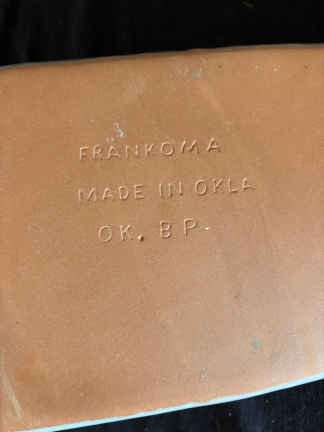 FRANKOMA
MADE IN OKLA
OK. B P.